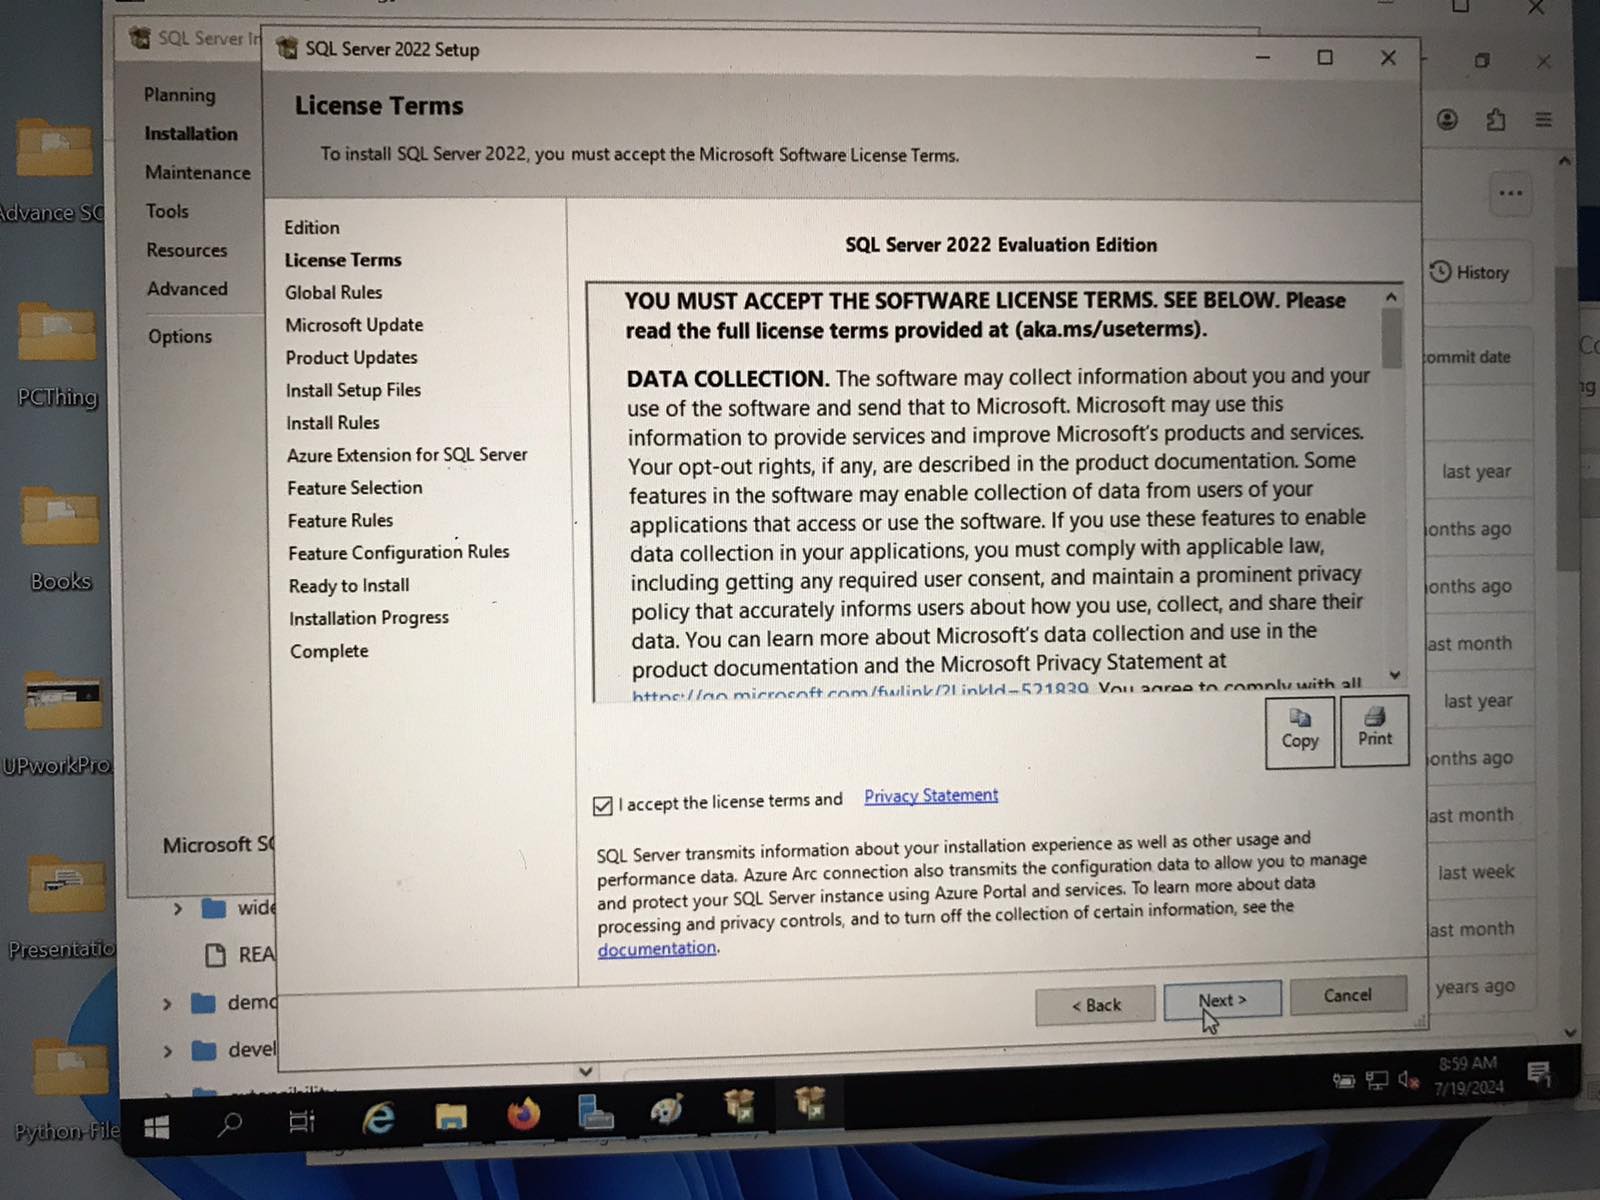 SQL Server In
SQL Server 2022 Setup
Planning
Installation
Maintenance
Tools
Resources
Advanced
Options
Microsoft SQ
License Terms
To install SQL Server 2022, you must accept the Microsoft Software License Terms.
Edition
License Terms
Global Rules
Microsoft Update
Product Updates
Install Setup Files
Install Rules
Azure Extension for SQL Server
Feature Selection
Feature Rules
Feature Configuration Rules
Ready to Install
Installation Progress
Complete
SQL Server 2022 Evaluation Edition
YOU MUST ACCEPT THE SOFTWARE LICENSE TERMS. SEE BELOW. Please
read the full license terms provided at (aka.ms/useterms).
DATA COLLECTION. The software may collect information about you and your
use of the software and send that to Microsoft. Microsoft may use this
information to provide services and improve Microsoft's products and services.
Your opt-out rights, if any, are described in the product documentation. Some
features in the software may enable collection of data from users of your
applications that access or use the software. If you use these features to enable
data collection in your applications, you must comply with applicable law,
including getting any required user consent, and maintain a prominent privacy
policy that accurately informs users about how you use, collect, and share their
data. You can learn more about Microsoft's data collection and use in the
product documentation and the Microsoft Privacy Statement at
https://go.microsoft.com/fwlink/?LinkId=521839. You agree to comply with all
Copy
Print
I accept the license terms and Privacy Statement
SQL Server transmits information about your installation experience as well as other usage and
performance data. Azure Arc connection also transmits the configuration data to allow you to manage
and protect your SQL Server instance using Azure Portal and services. To learn more about data
processing and privacy controls, and to turn off the collection of certain information, see the
documentation.
< Back
Next >
Cancel
History
ommit date
last year
onths ago
onths ago
ast month
last year
onths ago
ast month
last week
ast month
years ago
wide
REA
demo
devel
Advance SQ
PCThing
Books
UPworkPro
Presentatio
Python-File
8:59 AM
7/19/2024